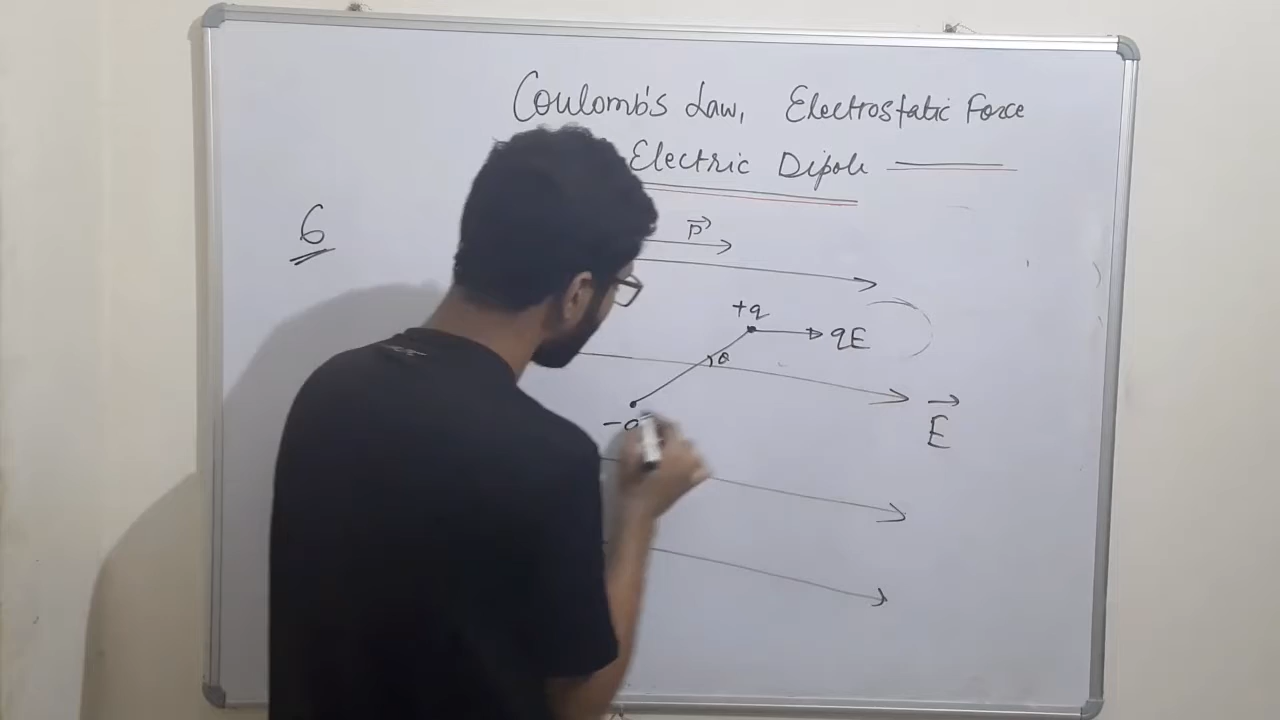 Coulomb's Law, Electrostatic Force
Electric Dipole
6
P
+q
qE
θ
-q
E